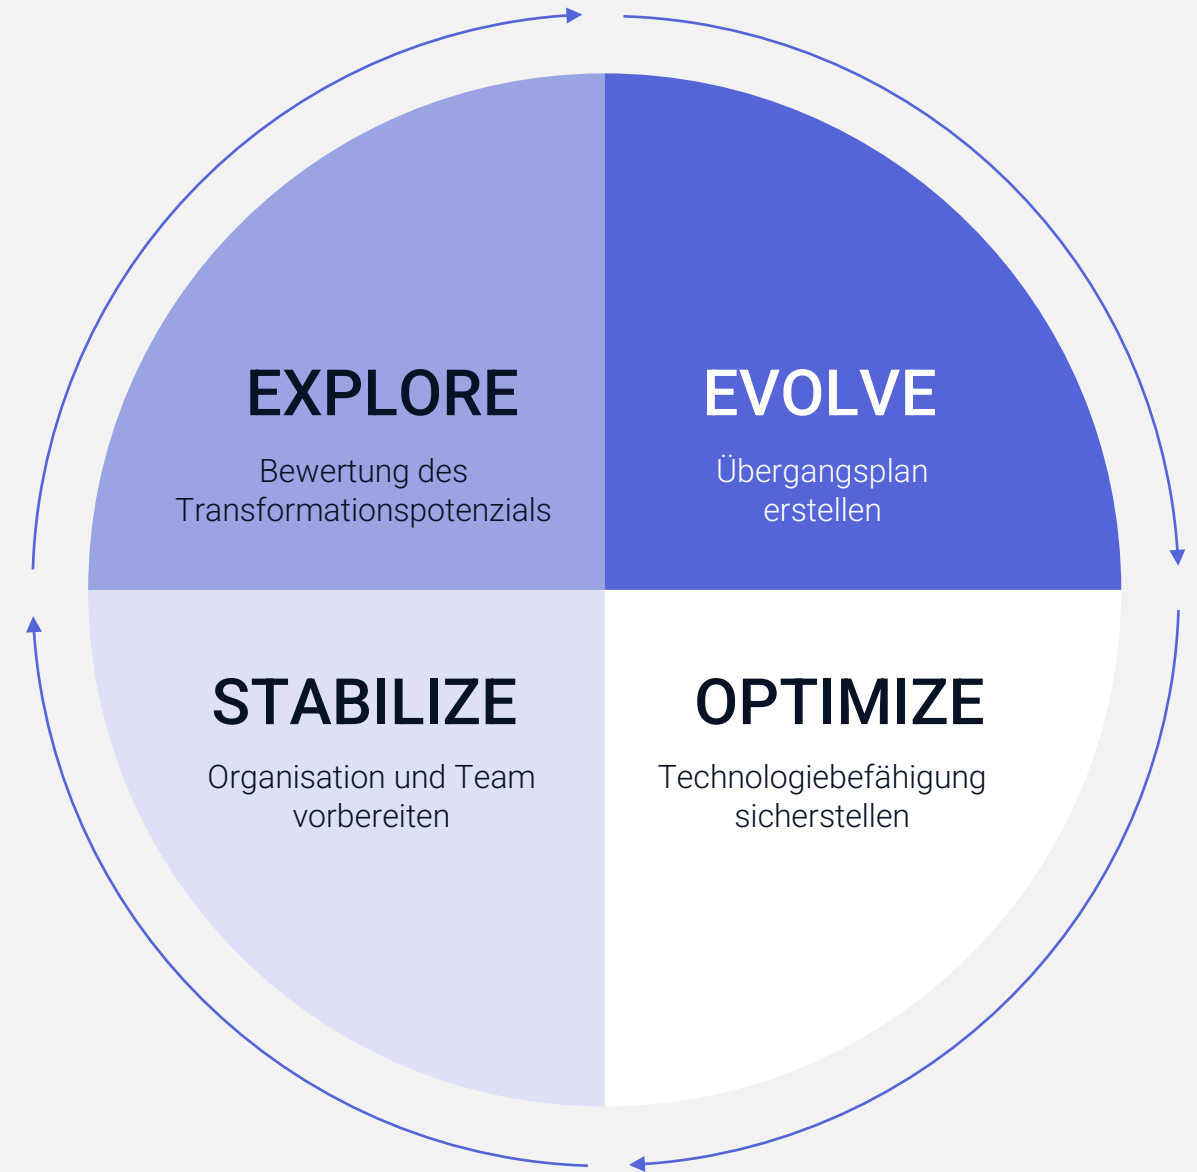 EXPLORE
Bewertung des
Transformationspotenzials
EVOLVE
Übergangsplan
erstellen
STABILIZE
Organisation und Team
vorbereiten
OPTIMIZE
Technologiebefähigung
sicherstellen